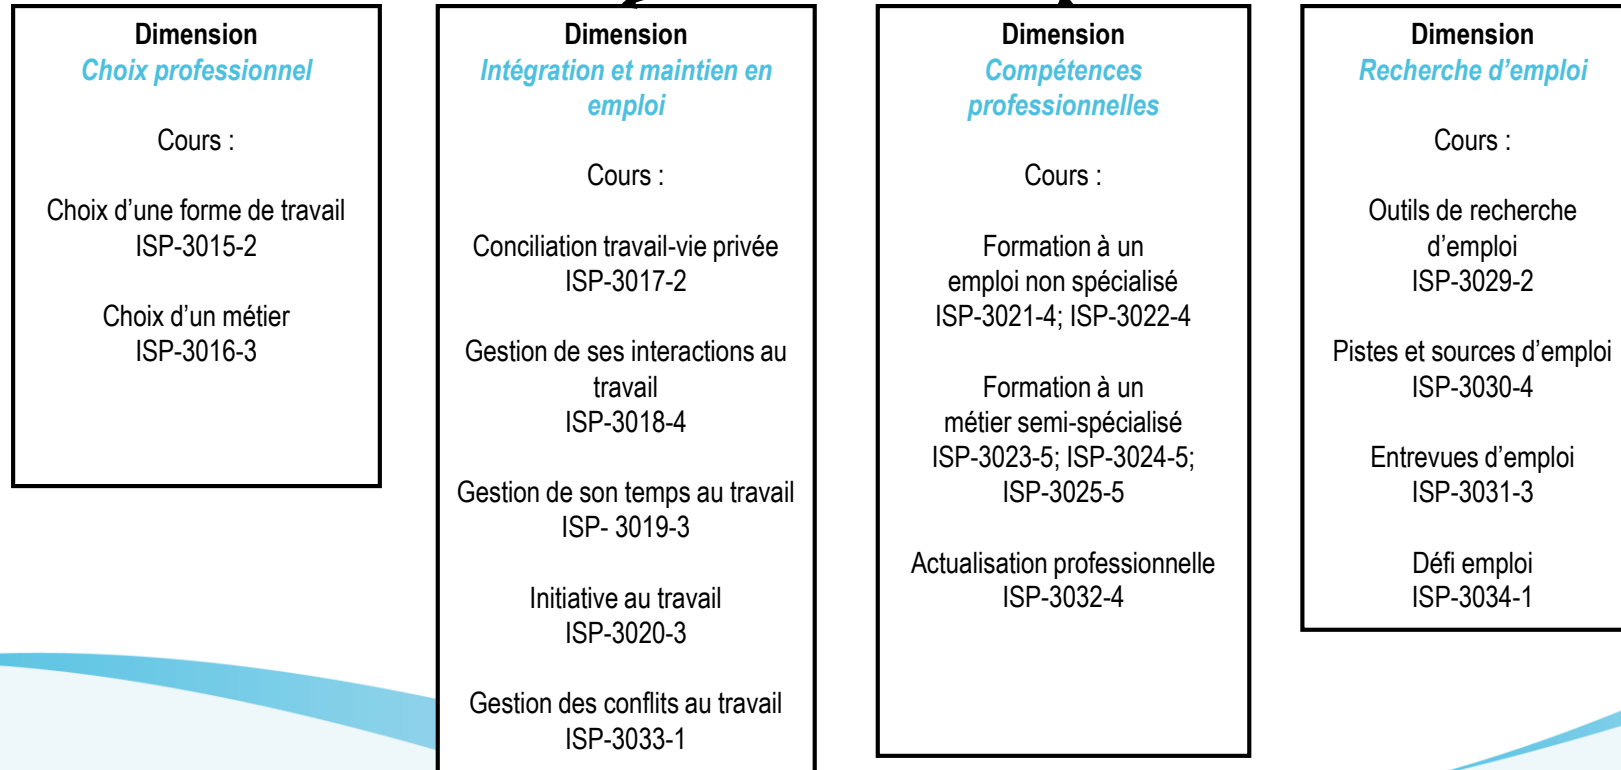 Dimension
Choix professionnel
Cours :
Choix d’une forme de travail
ISP-3015-2
Choix d’un métier
ISP-3016-3
Dimension
Intégration et maintien en
emploi
Cours :
Conciliation travail-vie privée
ISP-3017-2
Gestion de ses interactions au
travail
ISP-3018-4
Gestion de son temps au travail
ISP- 3019-3
Initiative au travail
ISP-3020-3
Gestion des conflits au travail
ISP-3033-1
Dimension
Compétences
professionnelles
Cours :
Formation à un
emploi non spécialisé
ISP-3021-4; ISP-3022-4
Formation à un
métier semi-spécialisé
ISP-3023-5; ISP-3024-5;
ISP-3025-5
Actualisation professionnelle
ISP-3032-4
Dimension
Recherche d’emploi
Cours :
Outils de recherche
d’emploi
ISP-3029-2
Pistes et sources d’emploi
ISP-3030-4
Entrevues d’emploi
ISP-3031-3
Défi emploi
ISP-3034-1